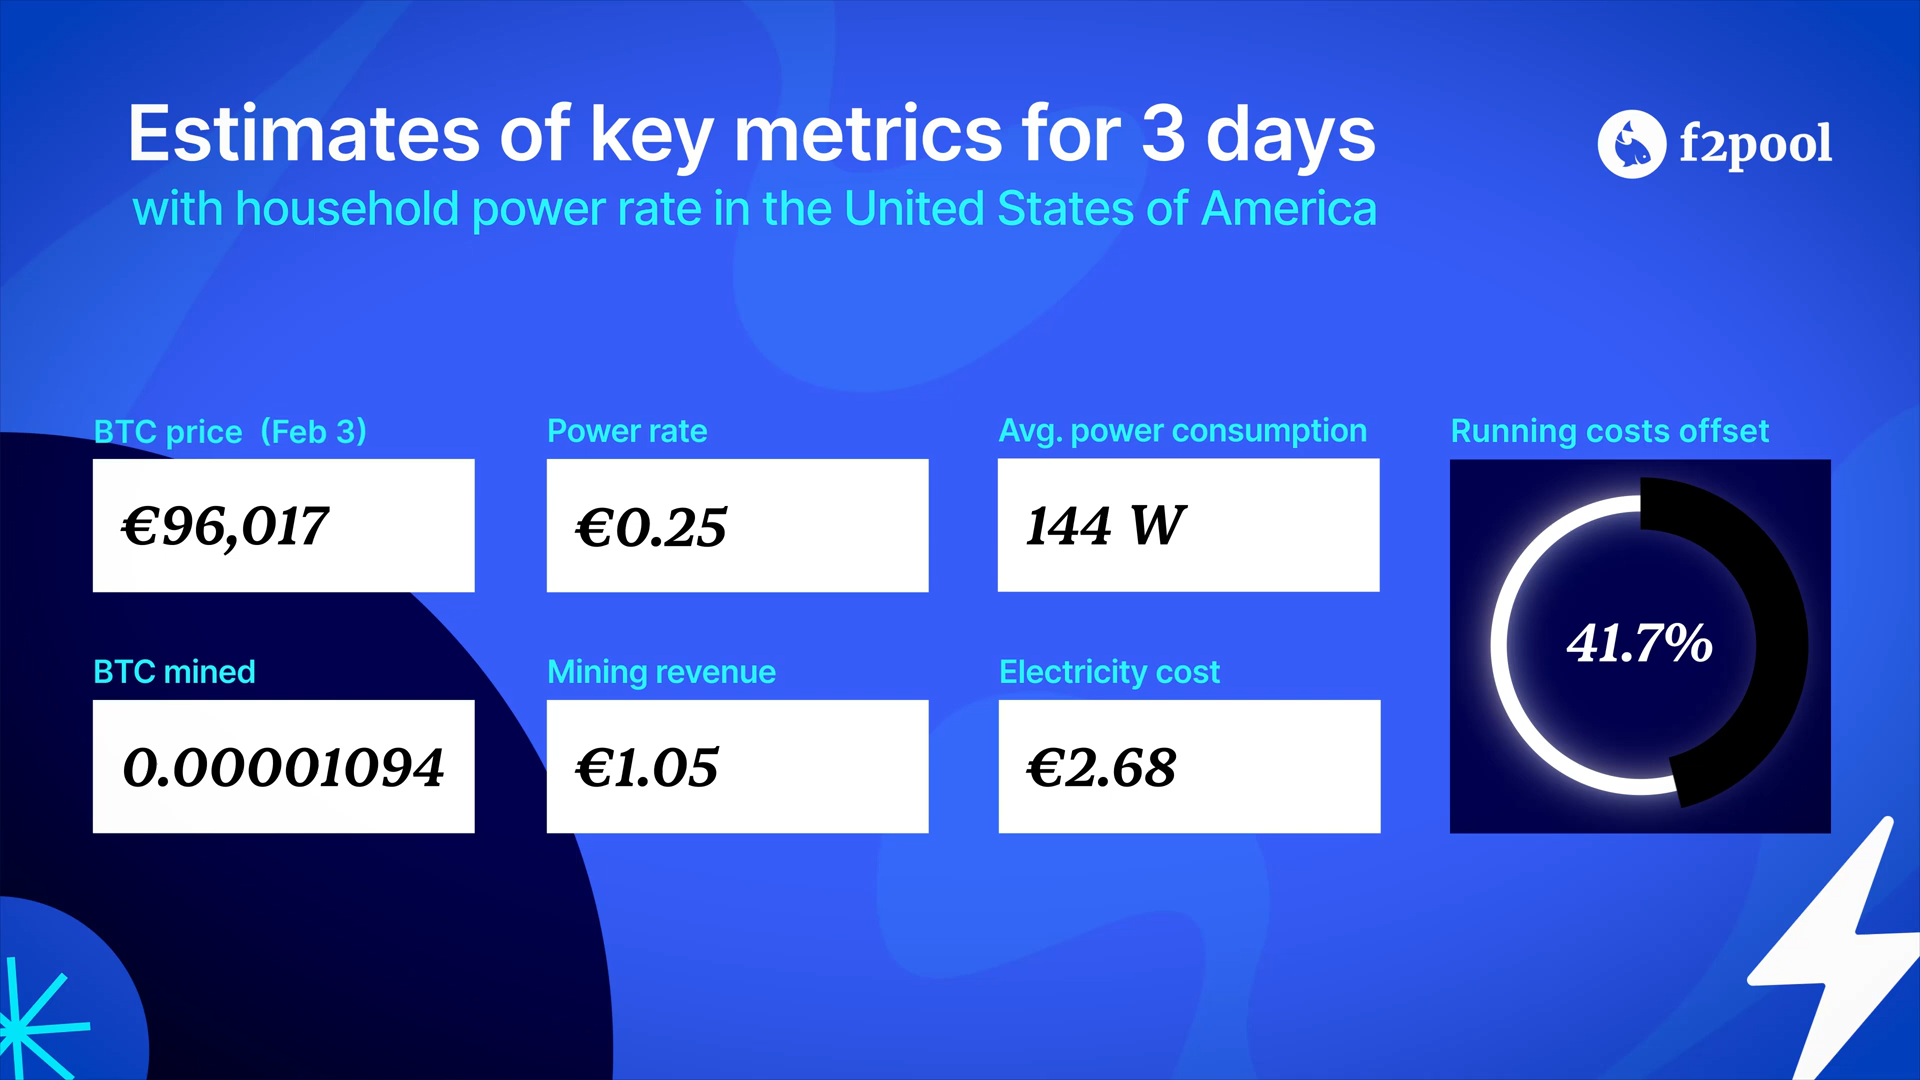 Estimates of key metrics for 3 days
with household power rate in the United States of America
f2pool
BTC price (Feb 3)
€96,017
Power rate
€0.25
Avg. power consumption
144 W
Running costs offset
41.7%
BTC mined
0.00001094
Mining revenue
€1.05
Electricity cost
€2.68